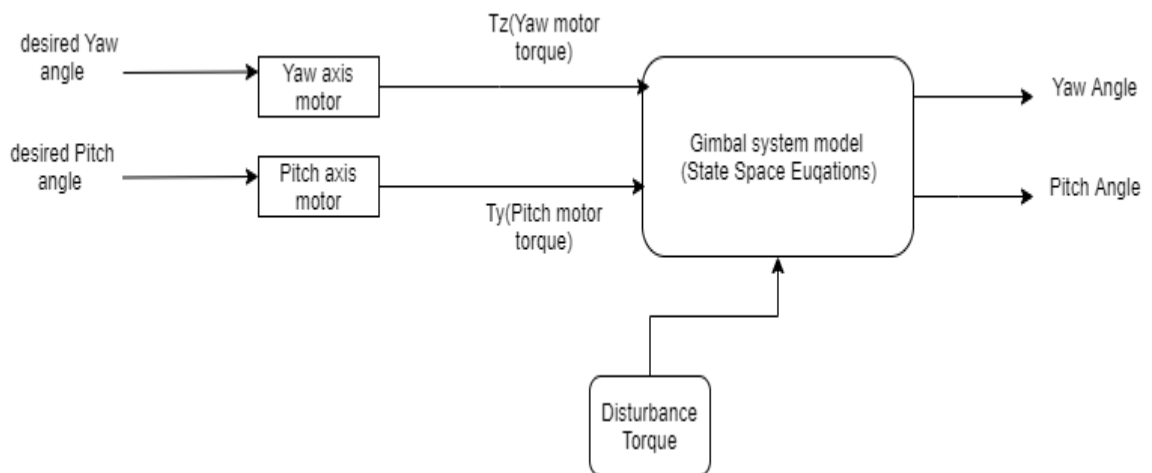 desired Yaw
angle
Yaw axis
motor
Tz(Yaw motor
torque)
Yaw Angle
desired Pitch
angle
Pitch axis
motor
Ty(Pitch motor
torque)
Gimbal system model
(State Space Euqations)
Pitch Angle
Disturbance
Torque